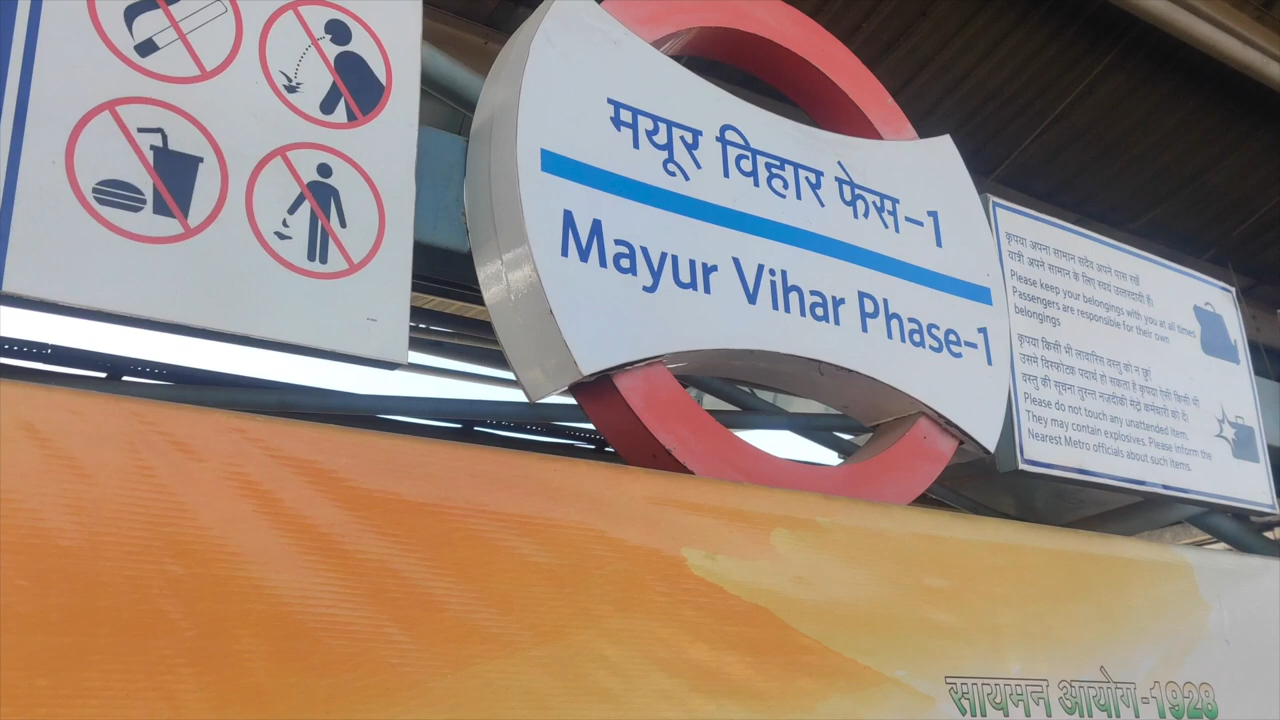 मयूर विहार फेस-1
Mayur Vihar Phase-1
कृपया अपना सामान सदैव अपने पास रखें
यात्री अपने सामान के लिए स्वयं उत्तरदायी हैं।
Please keep your belongings with you at all times
Passengers are responsible for their own
belongings
कृपया किसी भी लावारिस वस्तु को न छुएं
उसमें विस्फोटक पदार्थ हो सकता है कृपया ऐसी किसी भी
वस्तु की सूचना तुरन्त नजदीकी मेट्रो कर्मचारी को दें।
Please do not touch any unattended item.
They may contain explosives. Please inform the
Nearest Metro officials about such items.
सायमन आयोग-1928